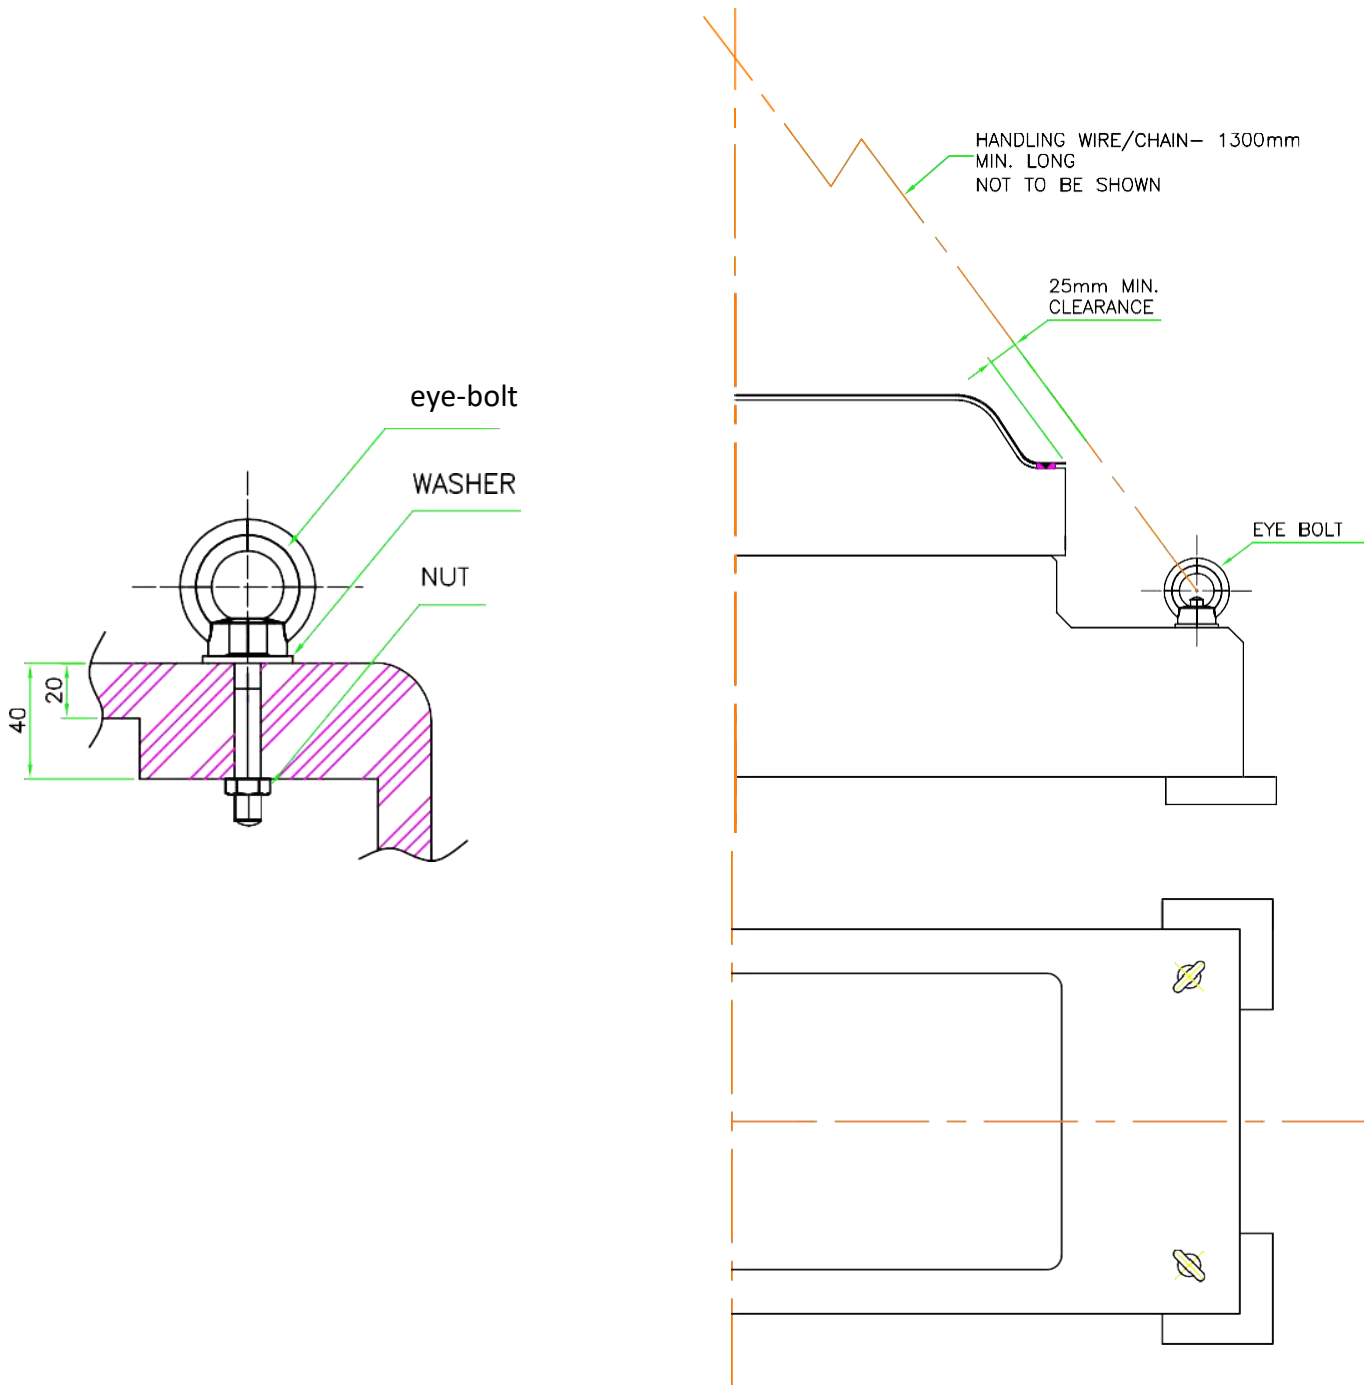 HANDLING WIRE/CHAIN- 1300mm
MIN. LONG
NOT TO BE SHOWN
25mm MIN.
CLEARANCE
eye-bolt
WASHER
NUT
EYE BOLT
20
40